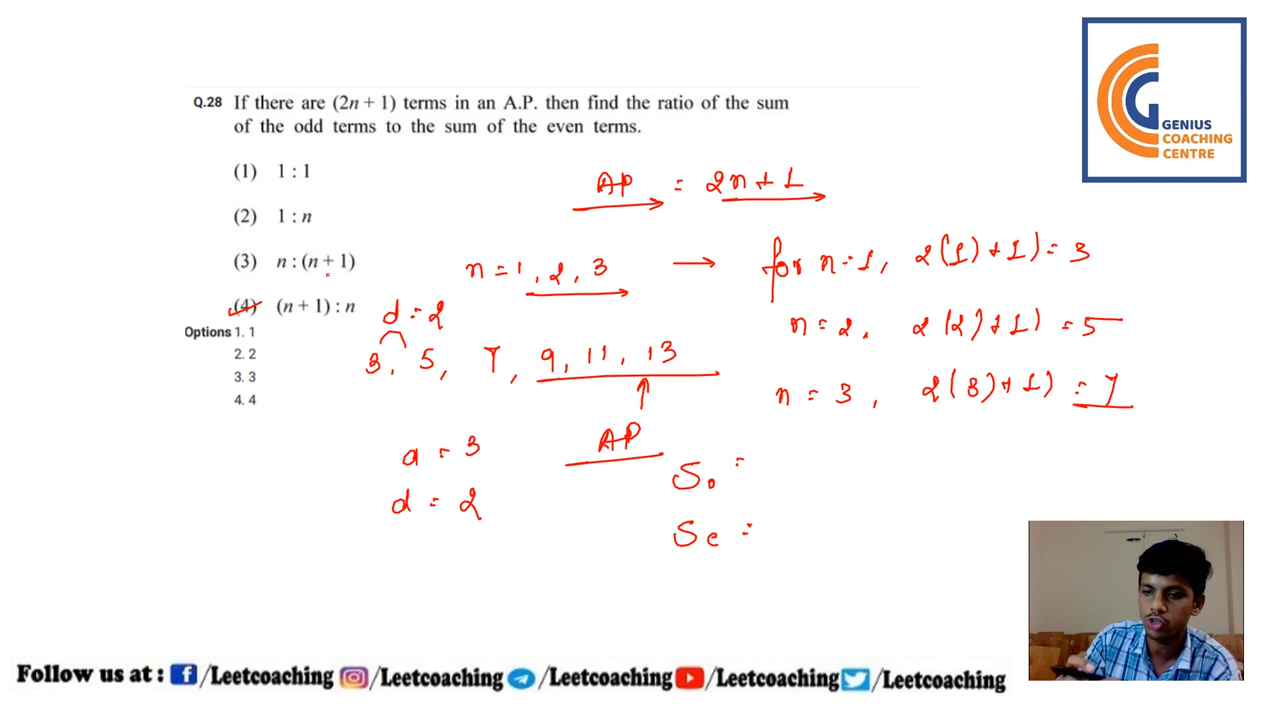 GENIUS
COACHING
CENTRE
Q.28 If there are (2n + 1) terms in an A.P. then find the ratio of the sum
of the odd terms to the sum of the even terms.
(1) 1 : 1
(2) 1 : n
(3) n : (n + 1)
(4) (n + 1) : n
Options 1. 1
2. 2
3. 3
4. 4
AP = 2n + 1
n = 1, 2, 3 → for n = 1, 2(1) + 1) = 3
n = 2, 2(2) + 1) = 5
n = 3, 2(3) + 1) = 7
d = 2
3, 5, 7, 9, 11, 13
AP
a = 3
d = 2
So =
Se =
Follow us at : /Leetcoaching /Leetcoaching /Leetcoaching /Leetcoaching /Leetcoaching